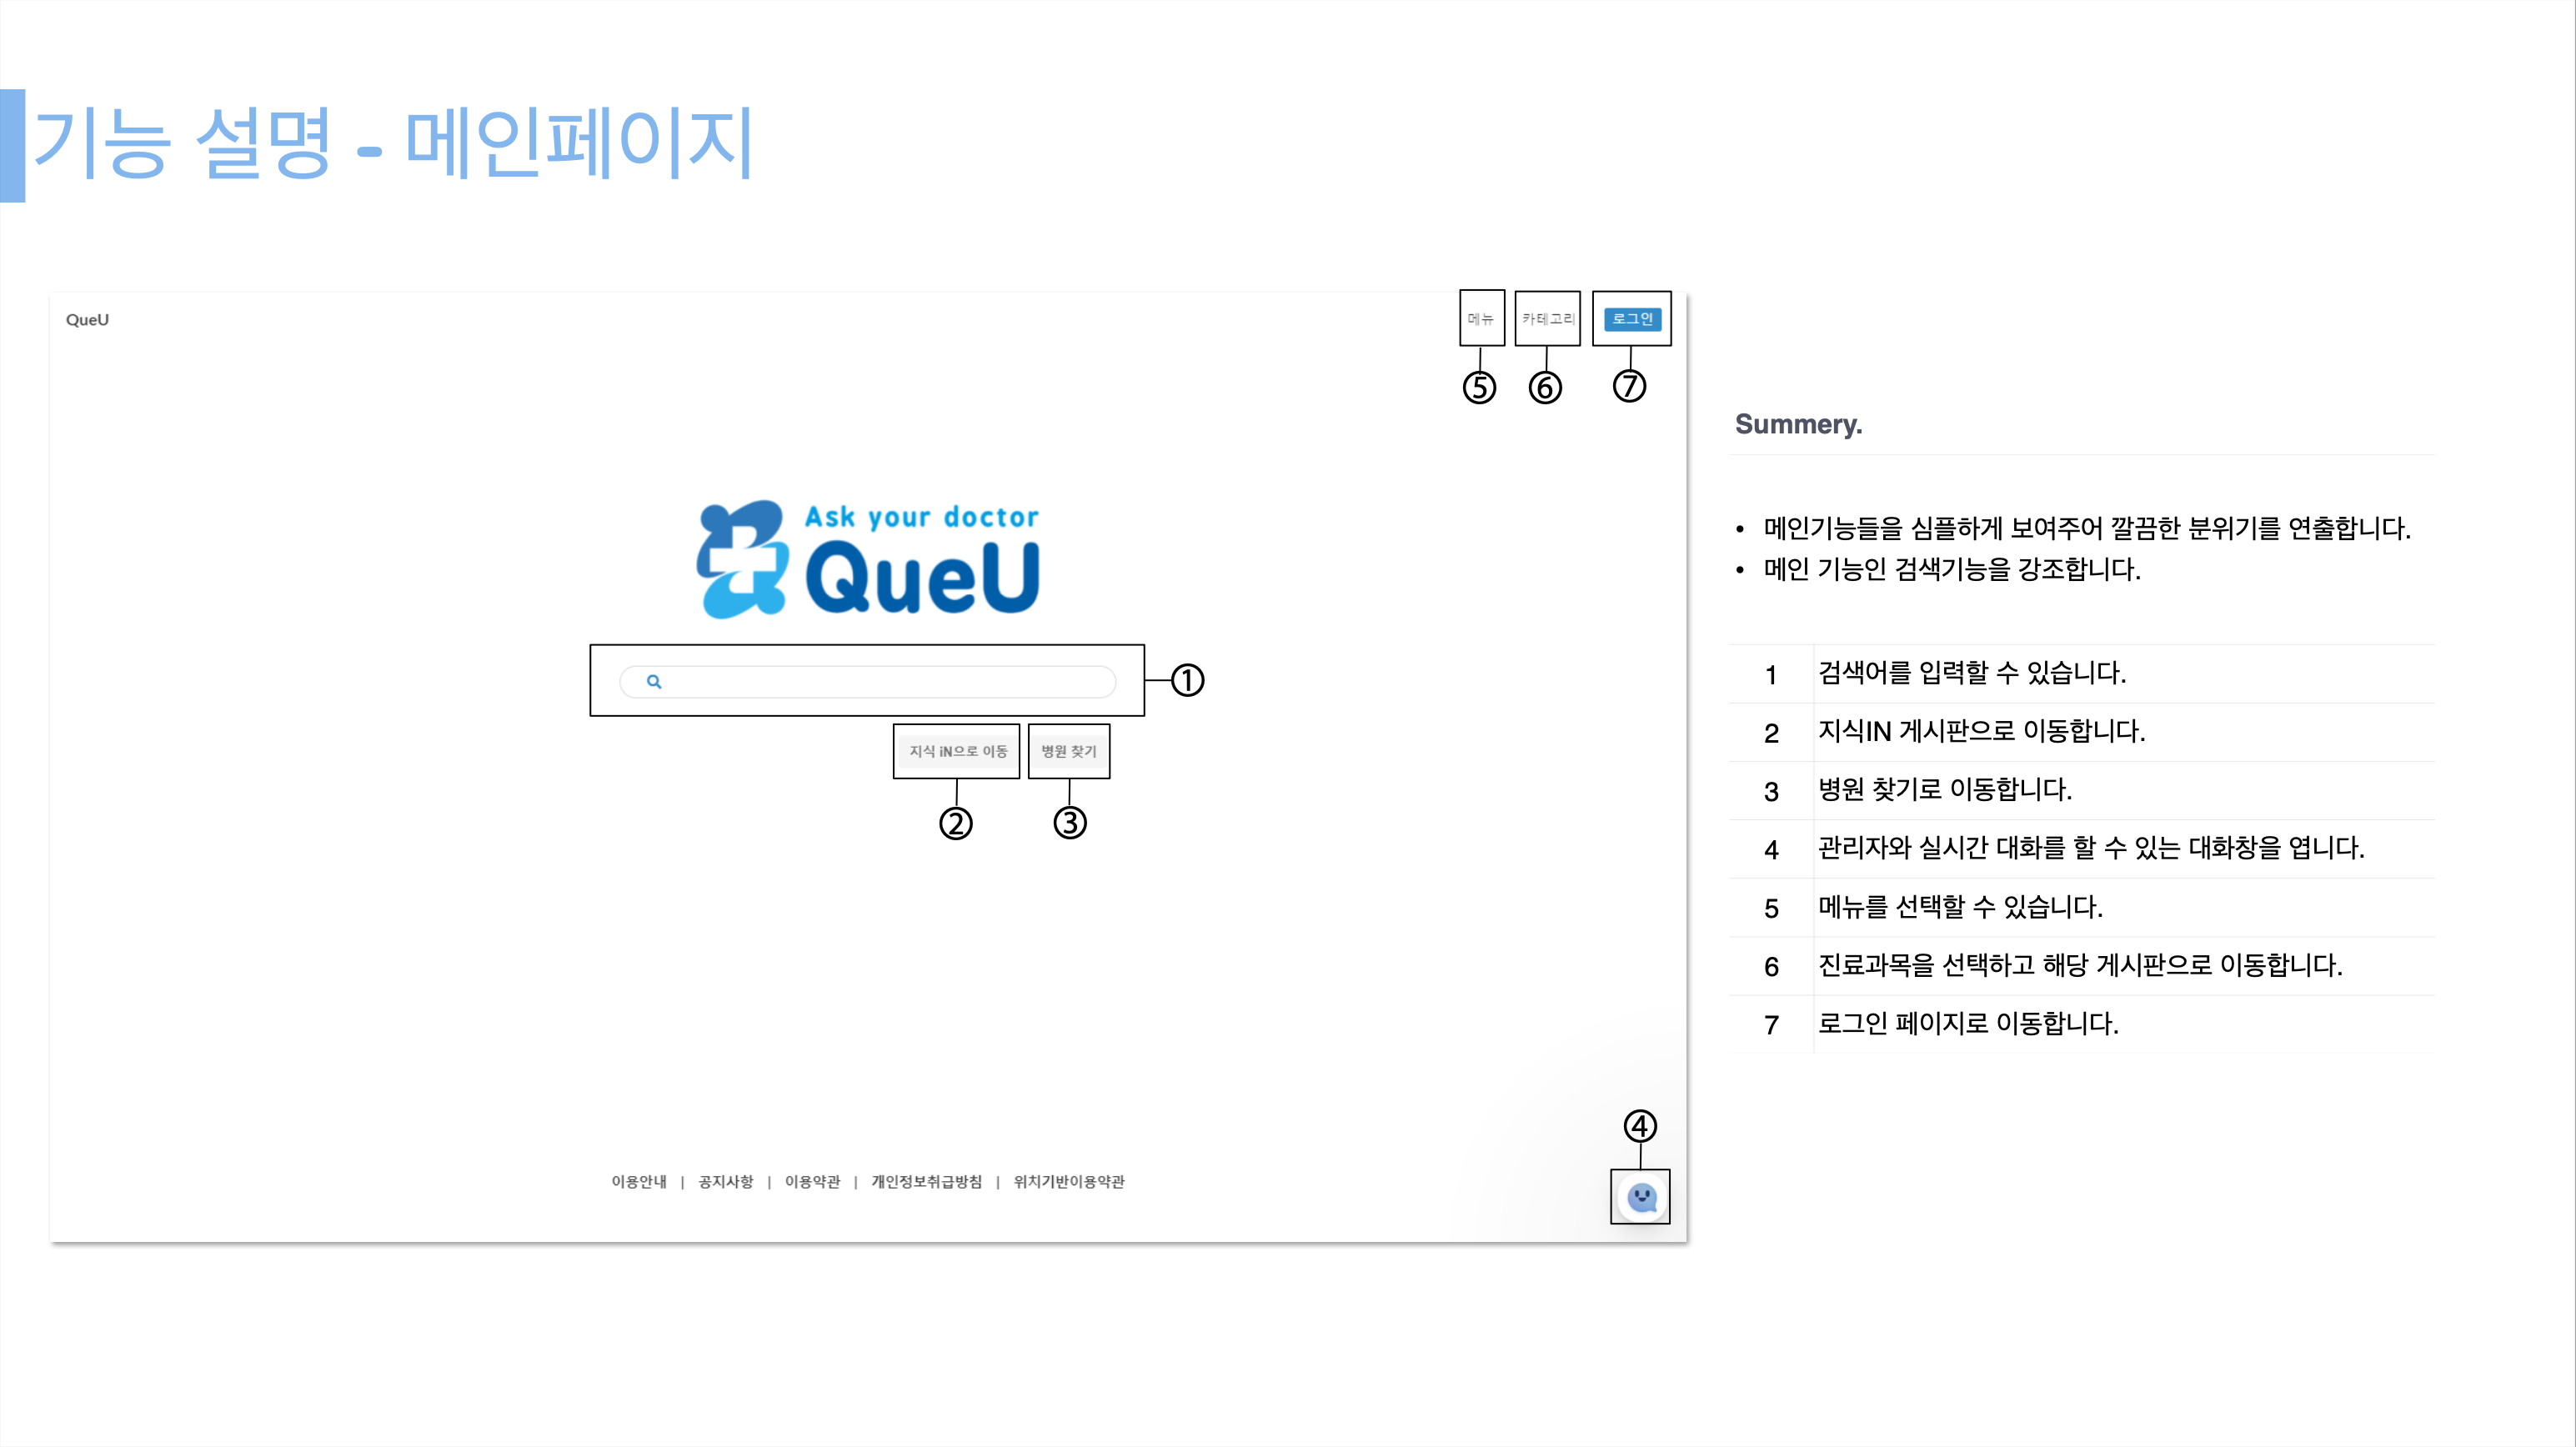 기능 설명 - 메인페이지
QueU
메뉴
카테고리
로그인
⑤
⑥
⑦
Ask your doctor
QueU
①
지식 iN으로 이동
병원 찾기
②
③
④
이용안내 | 공지사항 | 이용약관 | 개인정보취급방침 | 위치기반이용약관
Summery.
• 메인기능들을 심플하게 보여주어 깔끔한 분위기를 연출합니다.
• 메인 기능인 검색기능을 강조합니다.
1 검색어를 입력할 수 있습니다.
2 지식IN 게시판으로 이동합니다.
3 병원 찾기로 이동합니다.
4 관리자와 실시간 대화를 할 수 있는 대화창을 엽니다.
5 메뉴를 선택할 수 있습니다.
6 진료과목을 선택하고 해당 게시판으로 이동합니다.
7 로그인 페이지로 이동합니다.